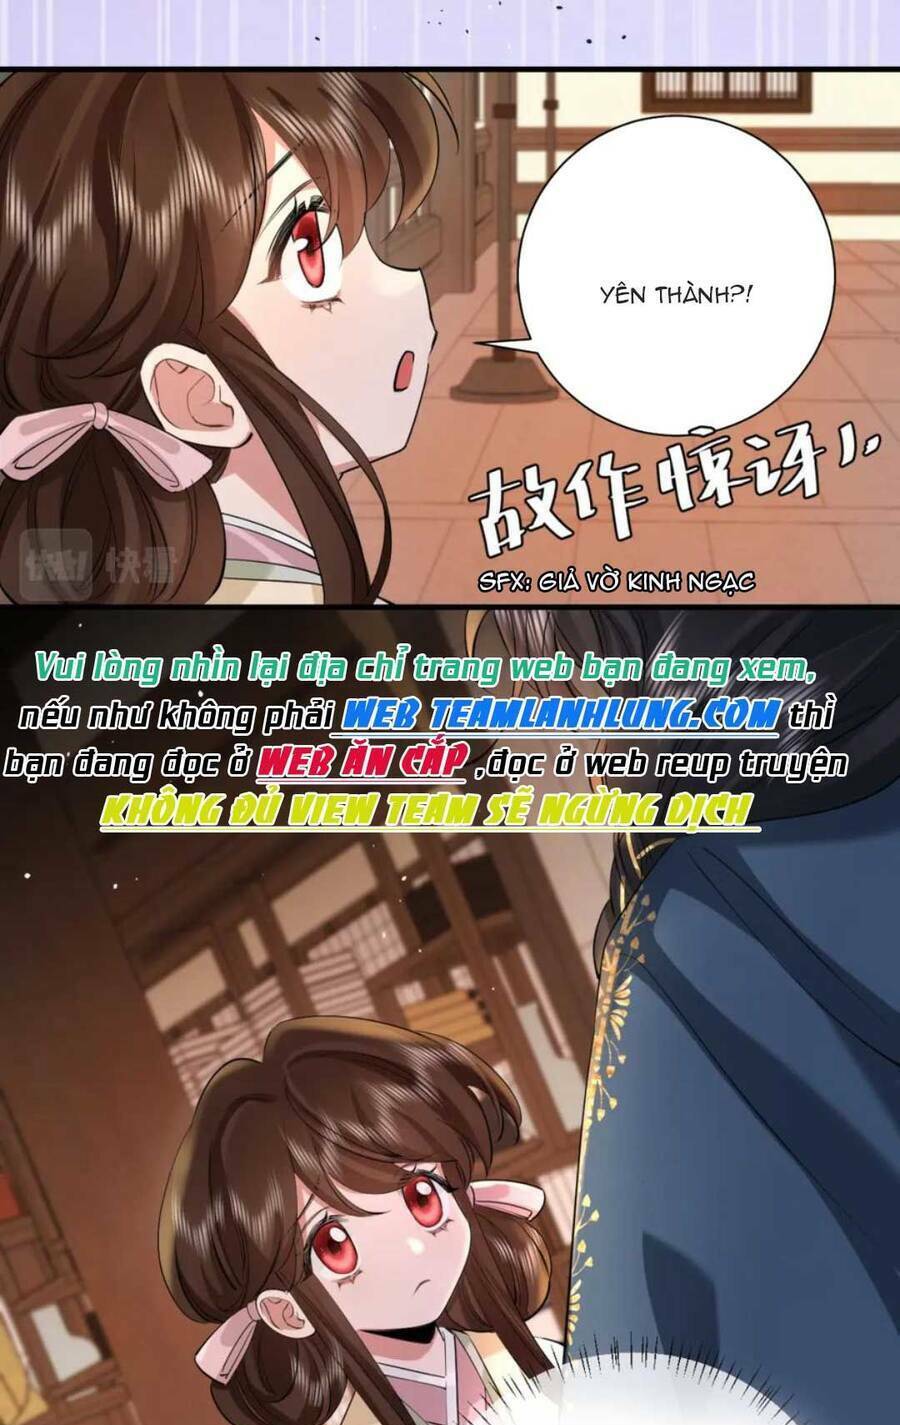 YÊN THÀNH?!
故作惊讶
SFX: GIẢ VỜ KINH NGẠC
快看
Vui lòng nhìn lại địa chỉ trang web bạn đang xem,
nếu như không phải WEB TEAMLANHLUNG.COM thì
bạn đang đọc ở WEB ĂN CẮP ,đọc ở web reup truyện
KHÔNG ĐỦ VIEW TEAM SẼ NGỪNG DỊCH